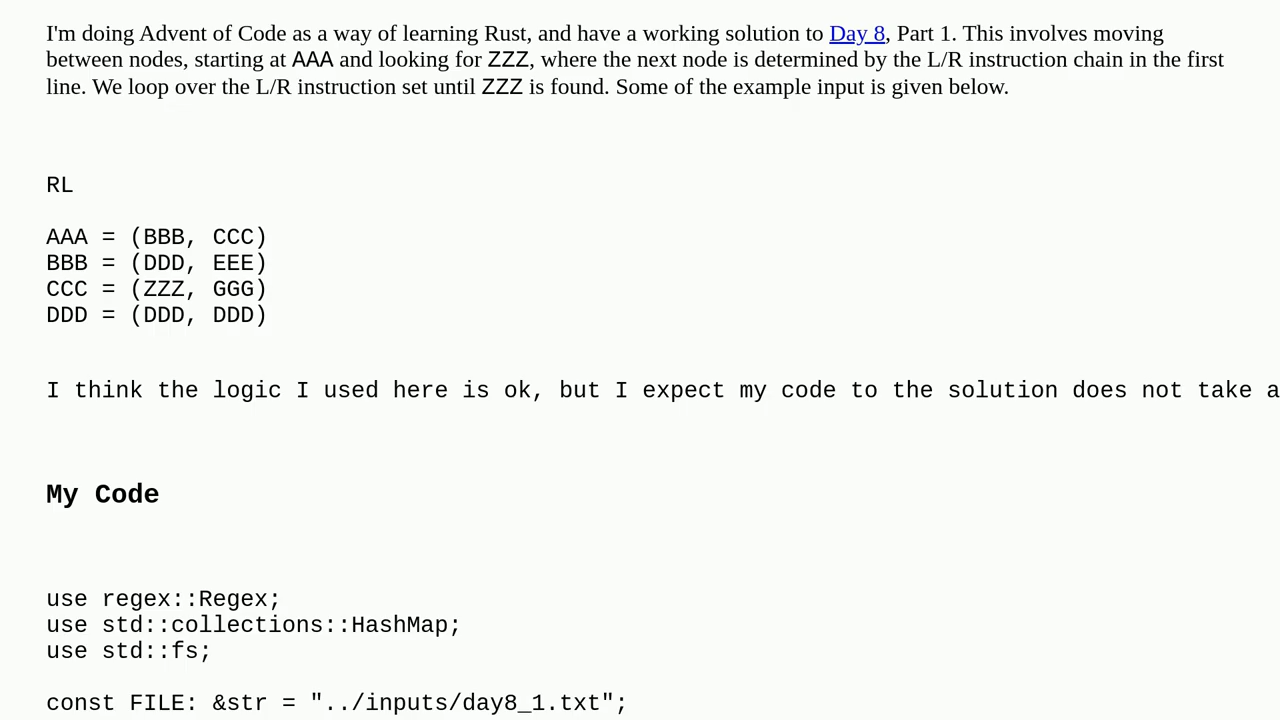 I'm doing Advent of Code as a way of learning Rust, and have a working solution to Day 8, Part 1. This involves moving
between nodes, starting at AAA and looking for ZZZ, where the next node is determined by the L/R instruction chain in the first
line. We loop over the L/R instruction set until ZZZ is found. Some of the example input is given below.
RL
AAA = (BBB, CCC)
BBB = (DDD, EEE)
CCC = (ZZZ, GGG)
DDD = (DDD, DDD)
I think the logic I used here is ok, but I expect my code to the solution does not take a
My Code
use regex::Regex;
use std::collections::HashMap;
use std::fs;
const FILE: &str = "../inputs/day8_1.txt";